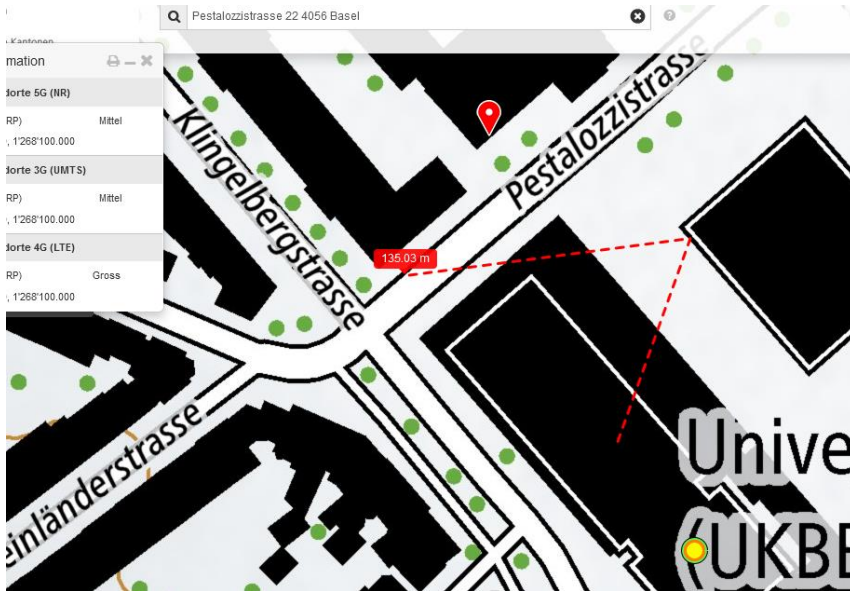 Pestalozzistrasse 22 4056 Basel
n Kantonen
mation
dorte 5G (NR)
RP) Mittel
, 1'268'100.000
dorte 3G (UMTS)
RP) Mittel
, 1'268'100.000
dorte 4G (LTE)
RP) Gross
, 1'268'100.000
Klingelbergstrasse
Pestalozzistrasse
135.03 m
einländerstrasse
Unive
(UKBB